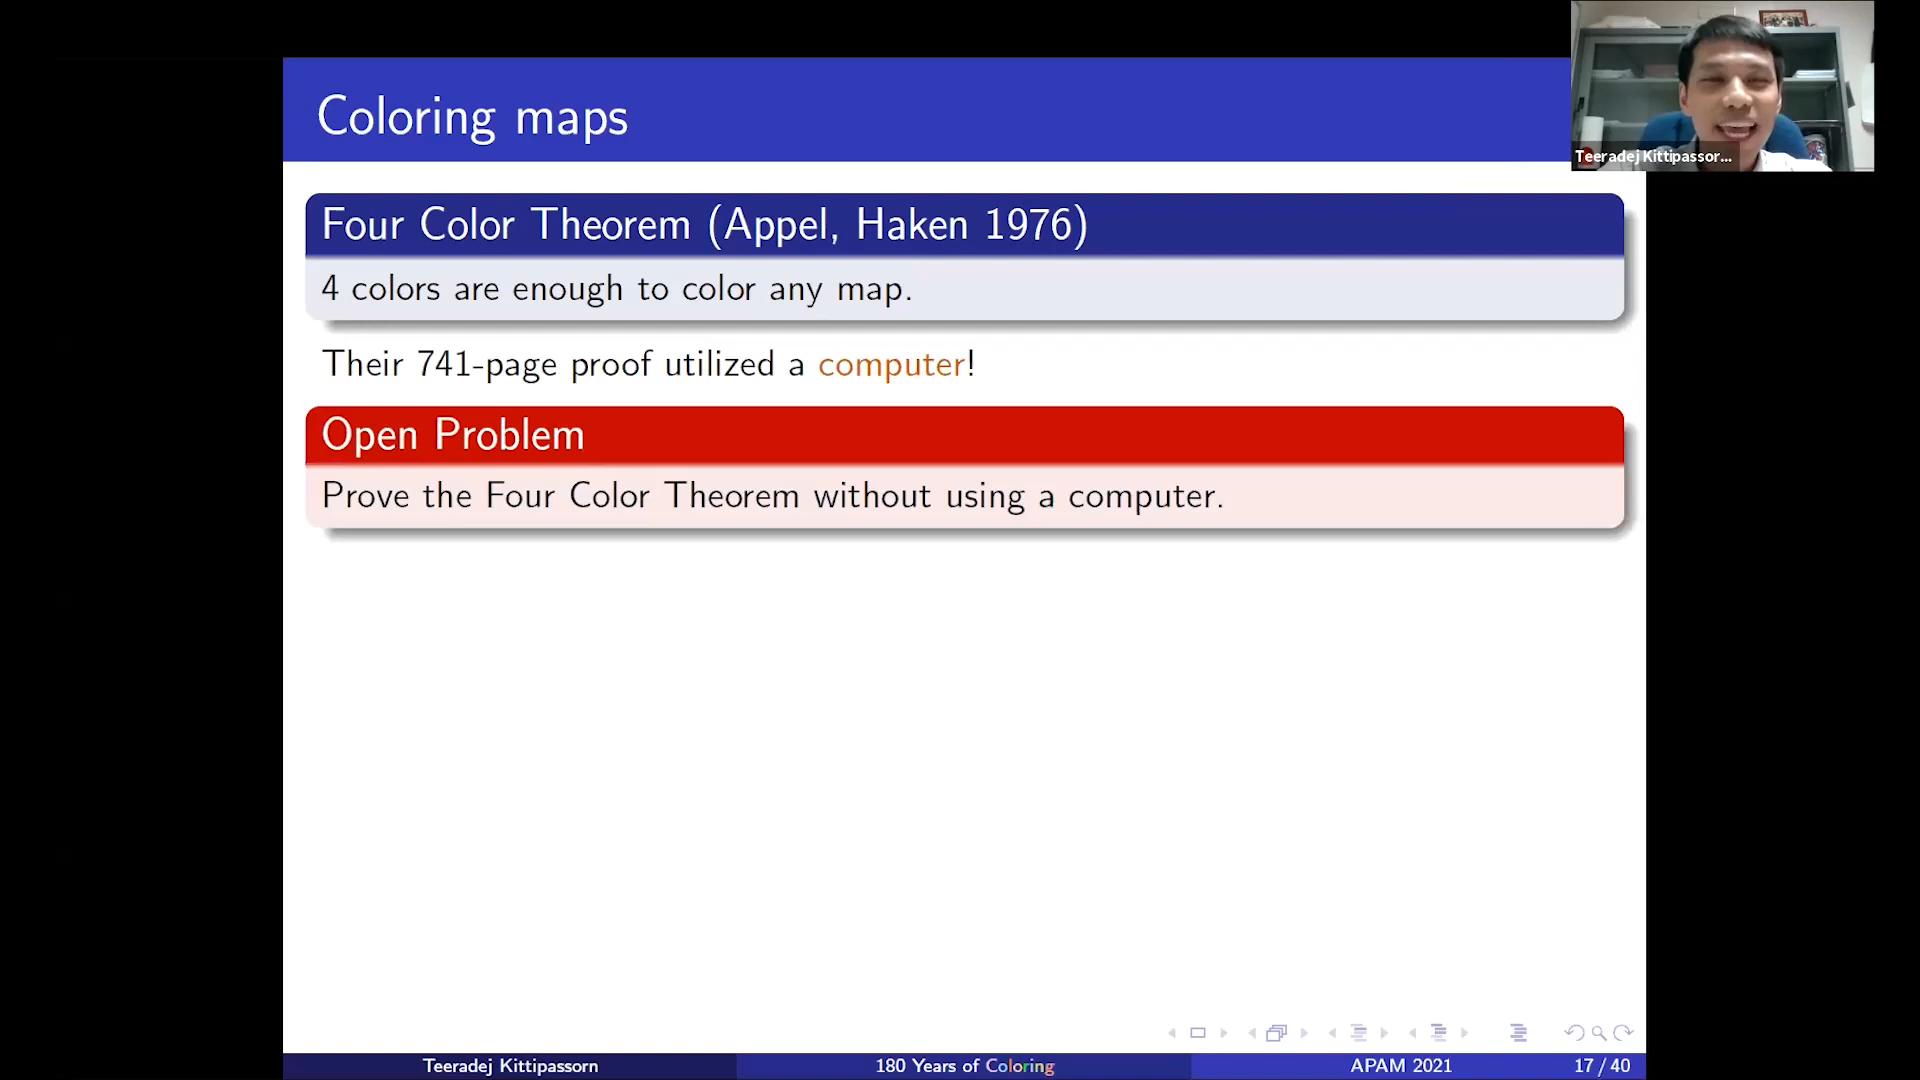 Coloring maps
Teeradej Kittipassor...
Four Color Theorem (Appel, Haken 1976)
4 colors are enough to color any map.
Their 741-page proof utilized a computer!
Open Problem
Prove the Four Color Theorem without using a computer.
Teeradej Kittipassorn
180 Years of Coloring
APAM 2021
17 / 40